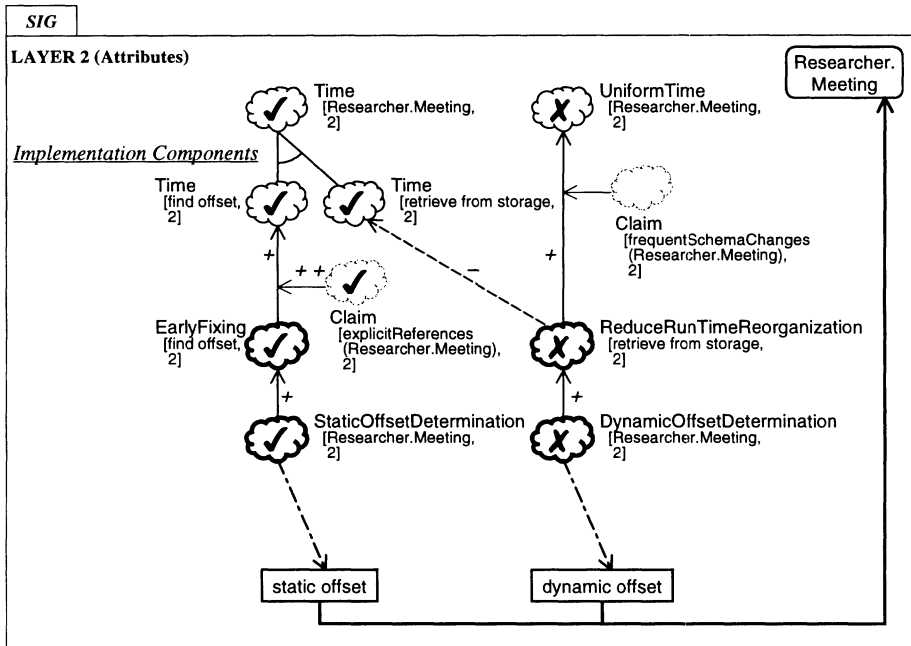 SIG
LAYER 2 (Attributes)
Researcher.
Meeting
Time
[Researcher.Meeting,
2]
UniformTime
[Researcher.Meeting,
2]
Implementation Components
Time
[find offset,
2]
Time
[retrieve from storage,
2]
Claim
[frequentSchemaChanges
(Researcher.Meeting),
2]
+
+ +
–
+
Claim
[explicitReferences
(Researcher.Meeting),
2]
EarlyFixing
[find offset,
2]
ReduceRunTimeReorganization
[retrieve from storage,
2]
+
+
StaticOffsetDetermination
[Researcher.Meeting,
2]
DynamicOffsetDetermination
[Researcher.Meeting,
2]
static offset
dynamic offset